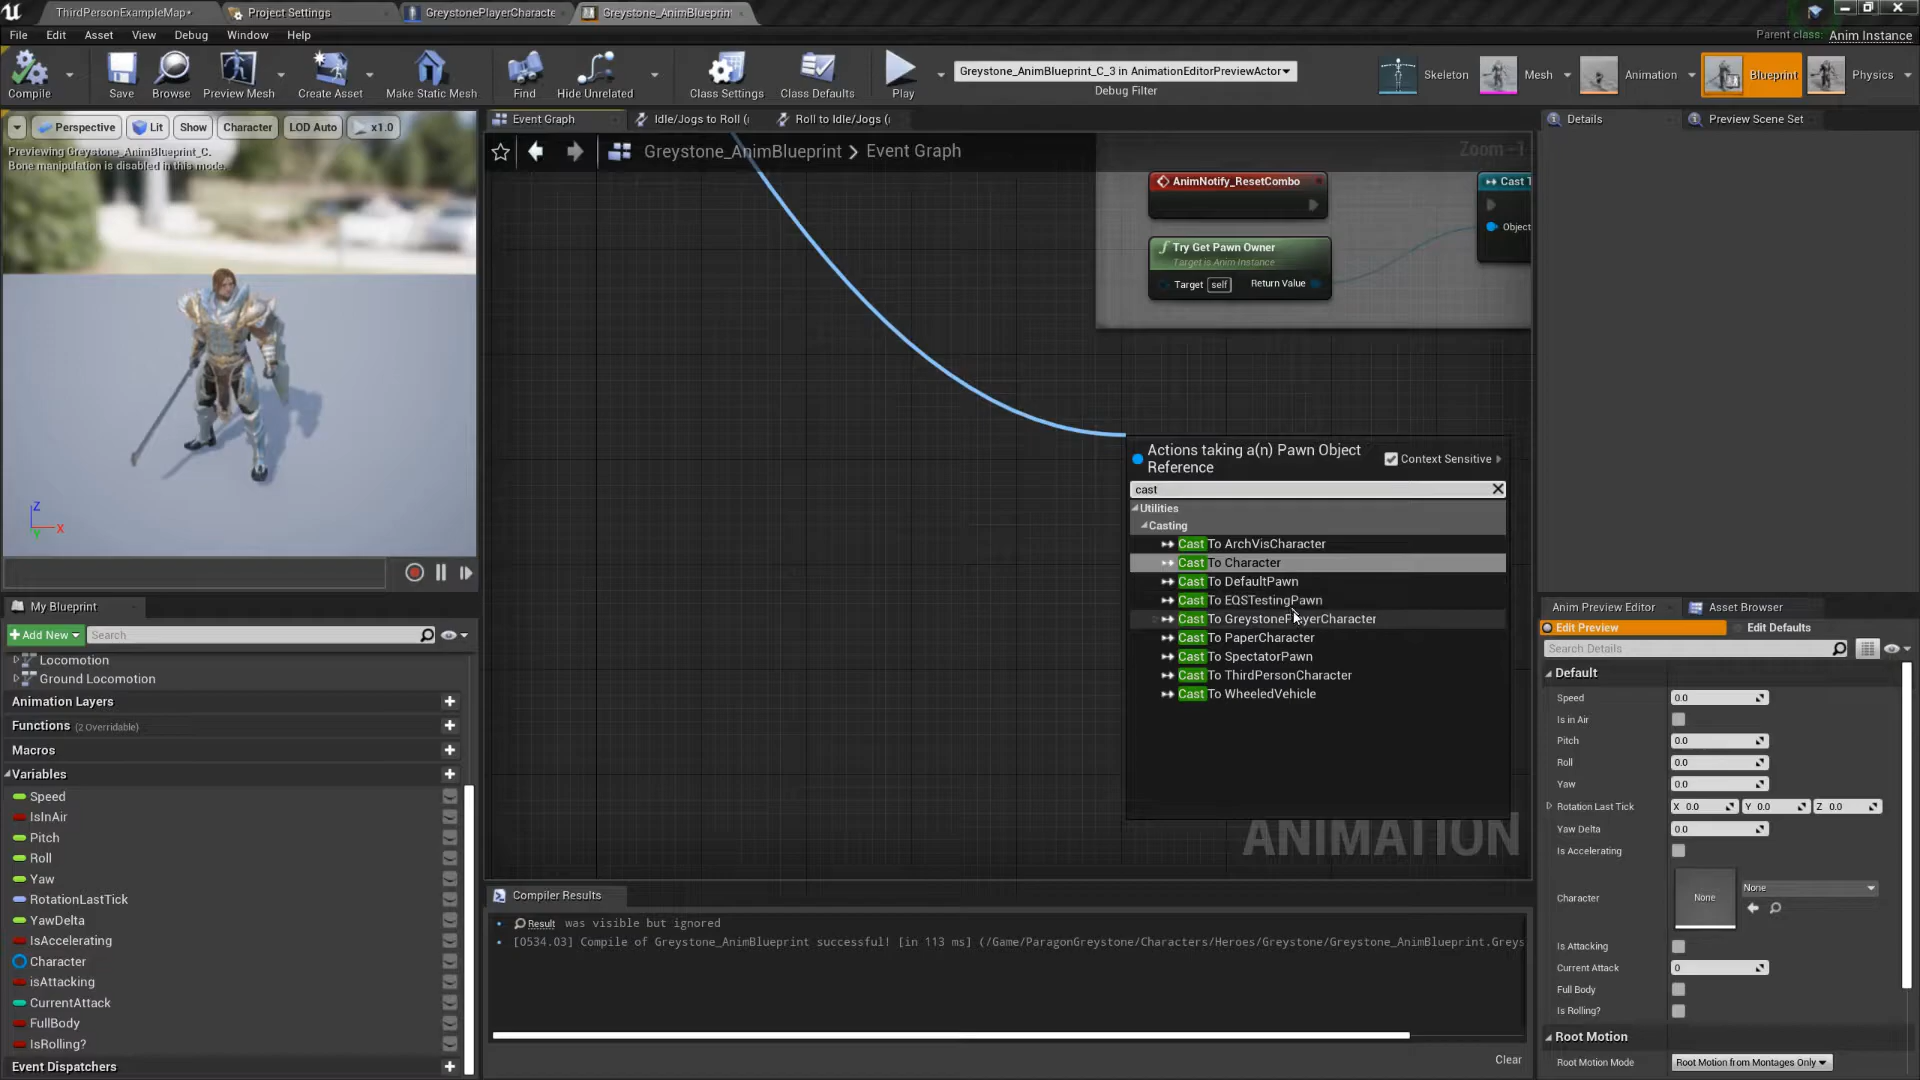 ThirdPersonExampleMap•
Project Settings
GreystonePlayerCharacte
Greystone_AnimBlueprin
File Edit Asset View Debug Window Help
Parent class: Anim Instance
Compile
Save
Browse
Preview Mesh
Create Asset
Make Static Mesh
Find
Hide Unrelated
Class Settings
Class Defaults
Play
Greystone_AnimBlueprint_C_3 in AnimationEditorPreviewActor
Debug Filter
Skeleton
Mesh
Animation
Blueprint
Physics
Perspective Lit Show Character LOD Auto x1.0
Previewing Greystone_AnimBlueprint_C.
Bone manipulation is disabled in this mode.
Z
X
Y
Event Graph
Idle/Jogs to Roll (
Roll to Idle/Jogs (
Greystone_AnimBlueprint > Event Graph
Zoom -1
AnimNotify_ResetCombo
Try Get Pawn Owner
Target is Anim Instance
Target self Return Value
Cast T
Object
Actions taking a(n) Pawn Object
Reference
Context Sensitive
cast
Utilities
Casting
Cast To ArchVisCharacter
Cast To Character
Cast To DefaultPawn
Cast To EQSTestingPawn
Cast To GreystonePlayerCharacter
Cast To PaperCharacter
Cast To SpectatorPawn
Cast To ThirdPersonCharacter
Cast To WheeledVehicle
ANIMATION
My Blueprint
Add New
Search
Locomotion
Ground Locomotion
Animation Layers
Functions (2 Overridable)
Macros
Variables
Speed
IsInAir
Pitch
Roll
Yaw
RotationLastTick
YawDelta
IsAccelerating
Character
isAttacking
CurrentAttack
FullBody
IsRolling?
Event Dispatchers
Compiler Results
Result was visible but ignored
[0534.03] Compile of Greystone_AnimBlueprint successful! [in 113 ms] (/Game/ParagonGreystone/Characters/Heroes/Greystone/Greystone_AnimBlueprint.Greys
Clear
Details
Preview Scene Set
Anim Preview Editor
Asset Browser
Edit Preview
Edit Defaults
Search Details
Default
Speed 0.0
Is in Air
Pitch 0.0
Roll 0.0
Yaw 0.0
Rotation Last Tick X 0.0 Y 0.0 Z 0.0
Yaw Delta 0.0
Is Accelerating
Character None None
Is Attacking
Current Attack 0
Full Body
Is Rolling?
Root Motion
Root Motion Mode Root Motion from Montages Only